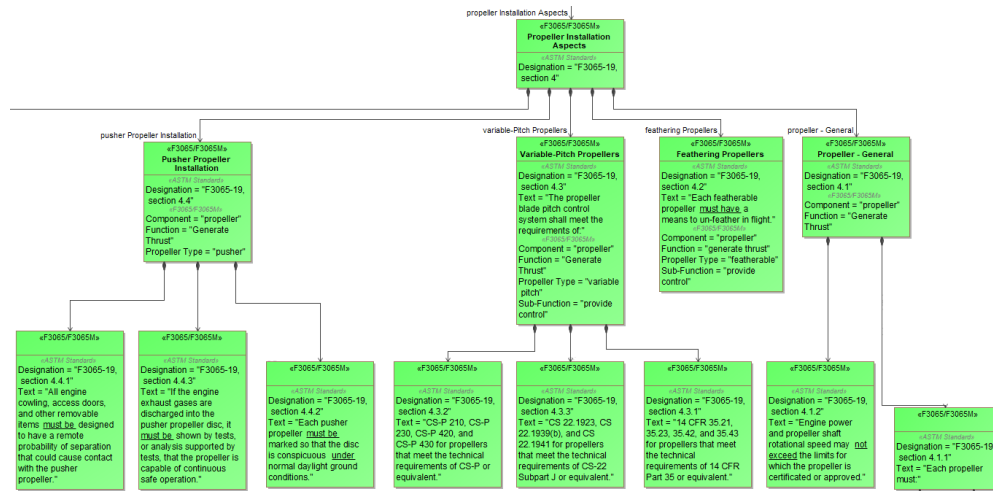 propeller Installation Aspects
«F3065/F3065M»
Propeller Installation
Aspects
«ASTM Standard»
Designation = "F3065-19,
section 4"
pusher Propeller Installation
variable-Pitch Propellers
feathering Propellers
propeller - General
«F3065/F3065M»
Pusher Propeller
Installation
«ASTM Standard»
Designation = "F3065-19,
section 4.4"
«F3065/F3065M»
Component = "propeller"
Function = "Generate
Thrust"
Propeller Type = "pusher"
«F3065/F3065M»
Variable-Pitch Propellers
«ASTM Standard»
Designation = "F3065-19,
section 4.3"
Text = "The propeller
blade pitch control
system shall meet the
requirements of:"
«F3065/F3065M»
Component = "propeller"
Function = "Generate
Thrust"
Propeller Type = "variable
pitch"
Sub-Function = "provide
control"
«F3065/F3065M»
Feathering Propellers
«ASTM Standard»
Designation = "F3065-19,
section 4.2"
Text = "Each featherable
propeller must have a
means to un-feather in flight."
«F3065/F3065M»
Component = "propeller"
Function = "generate thrust"
Propeller Type = "featherable"
Sub-Function = "provide
control"
«F3065/F3065M»
Propeller - General
«ASTM Standard»
Designation = "F3065-19,
section 4.1"
«F3065/F3065M»
Component = "propeller"
Function = "Generate
Thrust"
«F3065/F3065M»
«ASTM Standard»
Designation = "F3065-19,
section 4.4.1"
Text = "All engine
cowling, access doors,
and other removable
items must be designed
to have a remote
probability of separation
that could cause contact
with the pusher
propeller."
«F3065/F3065M»
«ASTM Standard»
Designation = "F3065-19,
section 4.4.3"
Text = "If the engine
exhaust gases are
discharged into the
pusher propeller disc, it
must be shown by tests,
or analysis supported by
tests, that the propeller is
capable of continuous
safe operation."
«F3065/F3065M»
«ASTM Standard»
Designation = "F3065-19,
section 4.4.2"
Text = "Each pusher
propeller must be
marked so that the disc
is conspicuous under
normal daylight ground
conditions."
«F3065/F3065M»
«ASTM Standard»
Designation = "F3065-19,
section 4.3.2"
Text = "CS-P 210, CS-P
230, CS-P 420, and
CS-P 430 for propellers
that meet the technical
requirements of CS-P or
equivalent."
«F3065/F3065M»
«ASTM Standard»
Designation = "F3065-19,
section 4.3.3"
Text = "CS 22.1923, CS
22.1939(b), and CS
22.1941 for propellers
that meet the technical
requirements of CS-22
Subpart J or equivalent."
«F3065/F3065M»
«ASTM Standard»
Designation = "F3065-19,
section 4.3.1"
Text = "14 CFR 35.21,
35.23, 35.42, and 35.43
for propellers that meet
the technical
requirements of 14 CFR
Part 35 or equivalent."
«F3065/F3065M»
«ASTM Standard»
Designation = "F3065-19,
section 4.1.2"
Text = "Engine power
and propeller shaft
rotational speed may not
exceed the limits for
which the propeller is
certificated or approved."
«F3065/F3065M»
«ASTM Standard»
Designation = "F3065-19,
section 4.1.1"
Text = "Each propeller
must:"